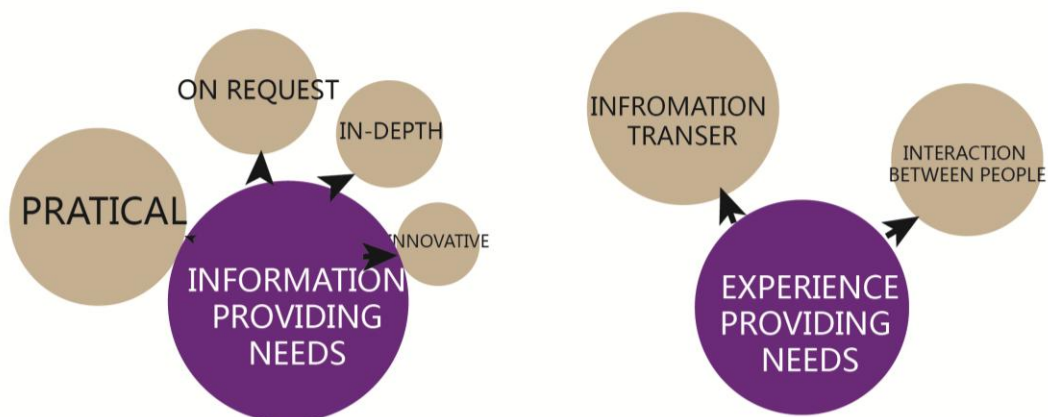 ON REQUEST
IN-DEPTH
PRATICAL
INNOVATIVE
INFORMATION
PROVIDING
NEEDS
INFROMATION
TRANSER
INTERACTION
BETWEEN PEOPLE
EXPERIENCE
PROVIDING
NEEDS